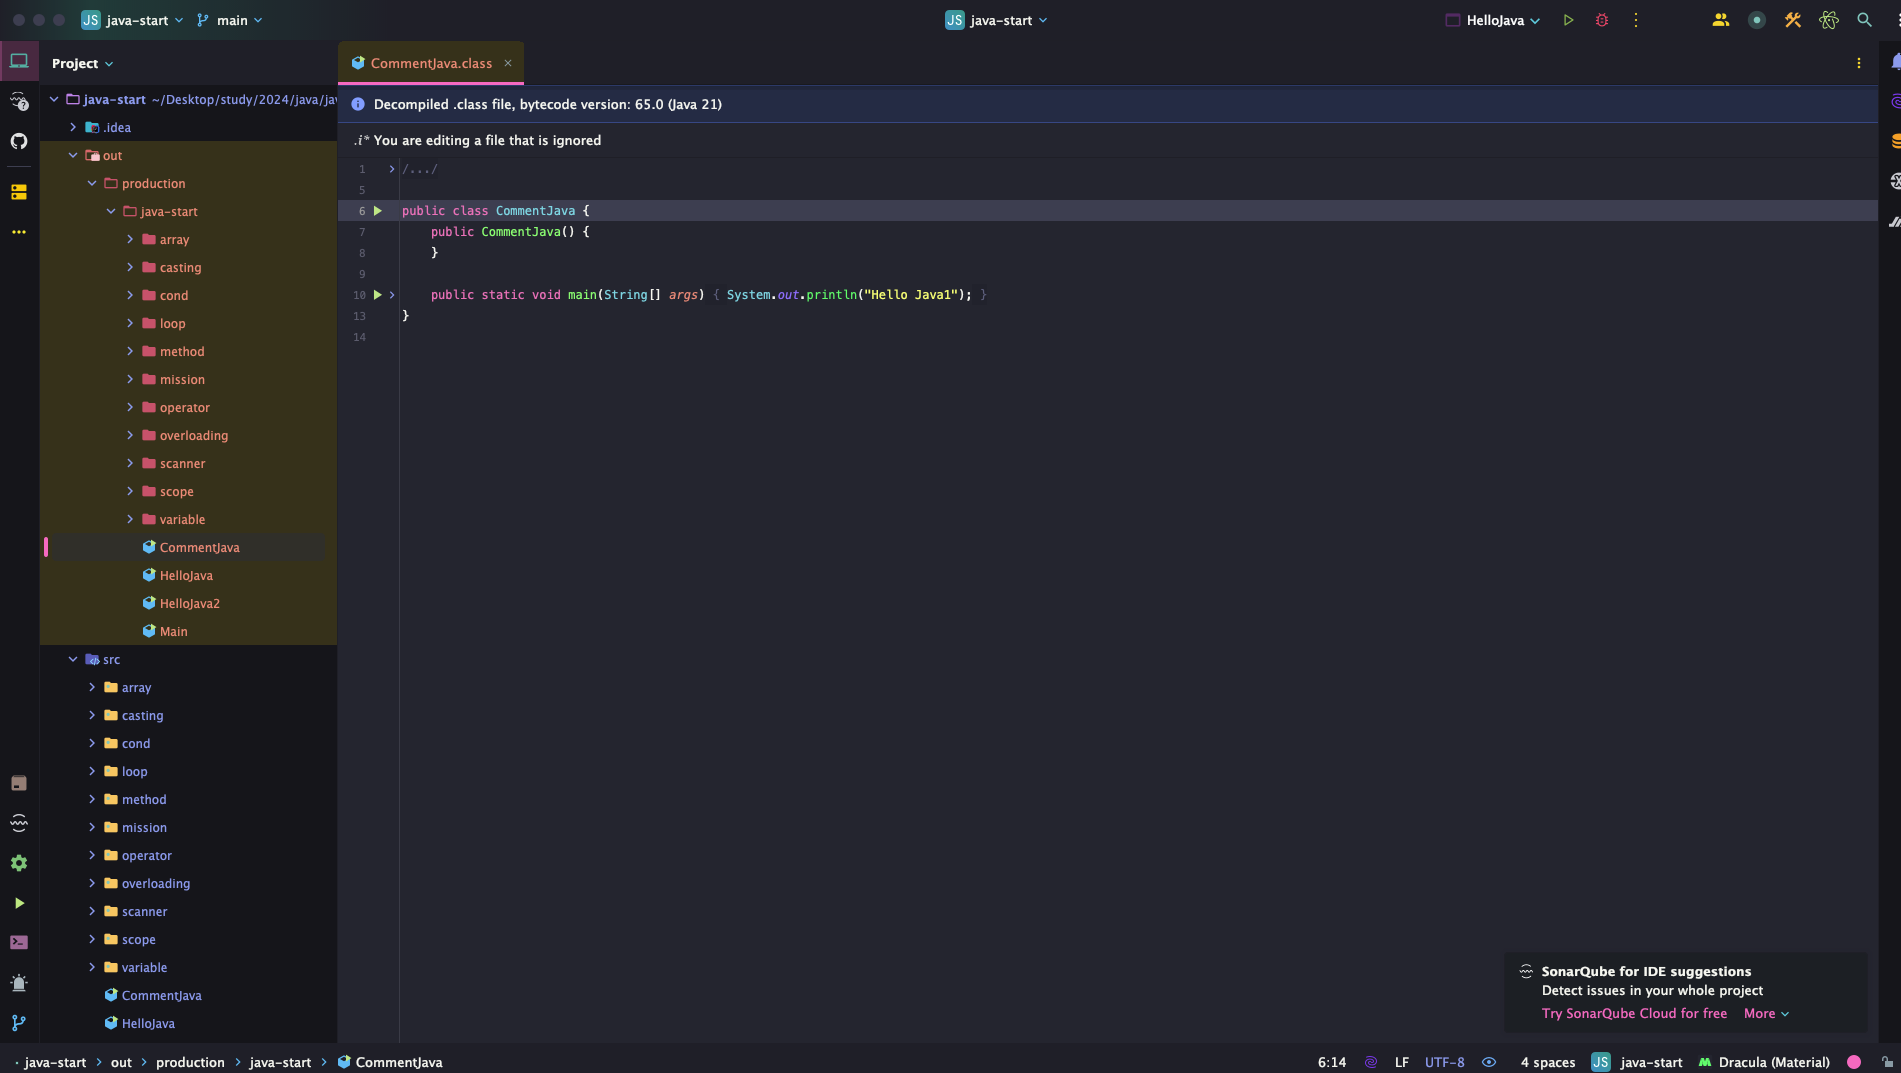 JS java-start main
JS java-start
HelloJava
Project
CommentJava.class
java-start ~/Desktop/study/2024/java/
.idea
out
production
java-start
array
casting
cond
loop
method
mission
operator
overloading
scanner
scope
variable
CommentJava
HelloJava
HelloJava2
Main
src
array
casting
cond
loop
method
mission
operator
overloading
scanner
scope
variable
CommentJava
HelloJava
Decompiled .class file, bytecode version: 65.0 (Java 21)
.i* You are editing a file that is ignored
1 /.../
5
6 public class CommentJava {
7 public CommentJava() {
8 }
9
10 public static void main(String[] args) { System.out.println("Hello Java1"); }
13 }
14
SonarQube for IDE suggestions
Detect issues in your whole project
Try SonarQube Cloud for free More
java-start > out > production > java-start > CommentJava
6:14 LF UTF-8 4 spaces JS java-start Dracula (Material)